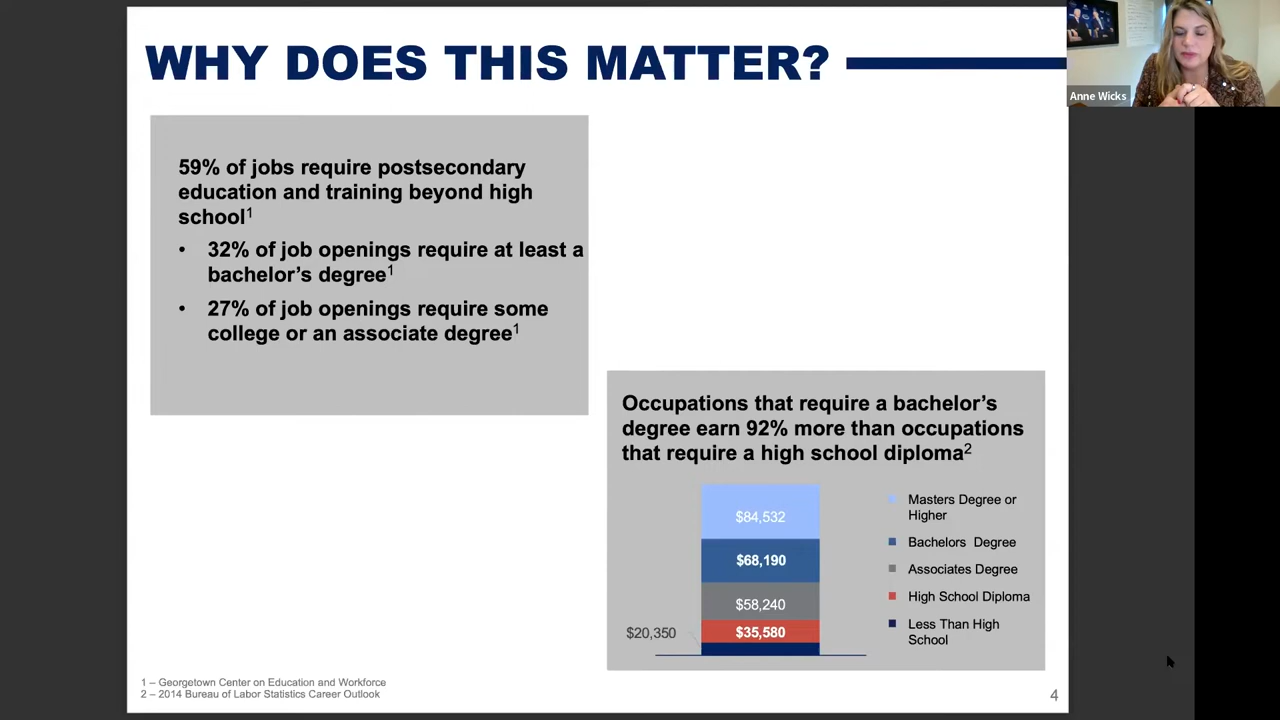 WHY DOES THIS MATTER?
Anne Wicks
59% of jobs require postsecondary
education and training beyond high
school1
• 32% of job openings require at least a
bachelor’s degree1
• 27% of job openings require some
college or an associate degree1
Occupations that require a bachelor’s
degree earn 92% more than occupations
that require a high school diploma2
$84,532
$68,190
$58,240
$35,580
$20,350
Masters Degree or
Higher
Bachelors Degree
Associates Degree
High School Diploma
Less Than High
School
1 – Georgetown Center on Education and Workforce
2 – 2014 Bureau of Labor Statistics Career Outlook
4